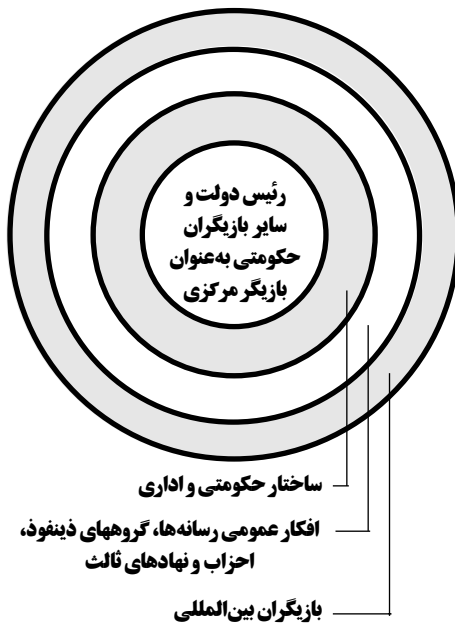 رئیس دولت و
سایر بازیگران
حکومتی به‌عنوان
بازیگر مرکزی
ساختار حکومتی و اداری
افکار عمومی رسانه‌ها، گروههای ذینفوذ،
احزاب و نهادهای ثالث
بازیگران بین‌المللی